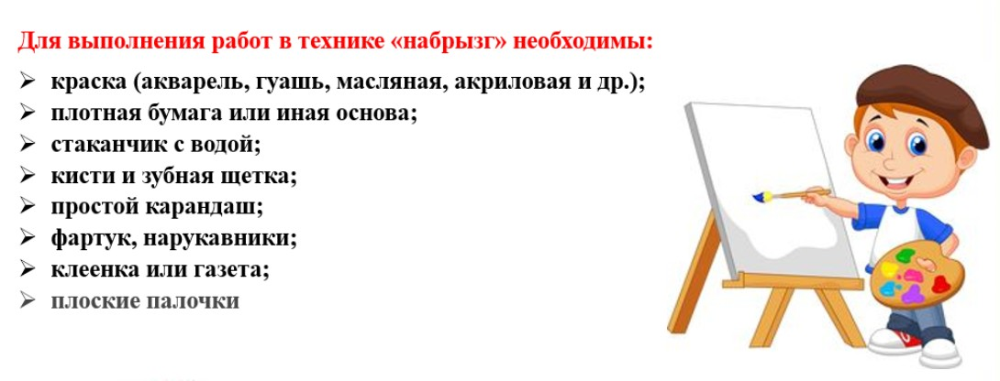 Для выполнения работ в технике «набрызг» необходимы:
➢ краска (акварель, гуашь, масляная, акриловая и др.);
➢ плотная бумага или иная основа;
➢ стаканчик с водой;
➢ кисти и зубная щетка;
➢ простой карандаш;
➢ фартук, нарукавники;
➢ клеенка или газета;
➢ плоские палочки